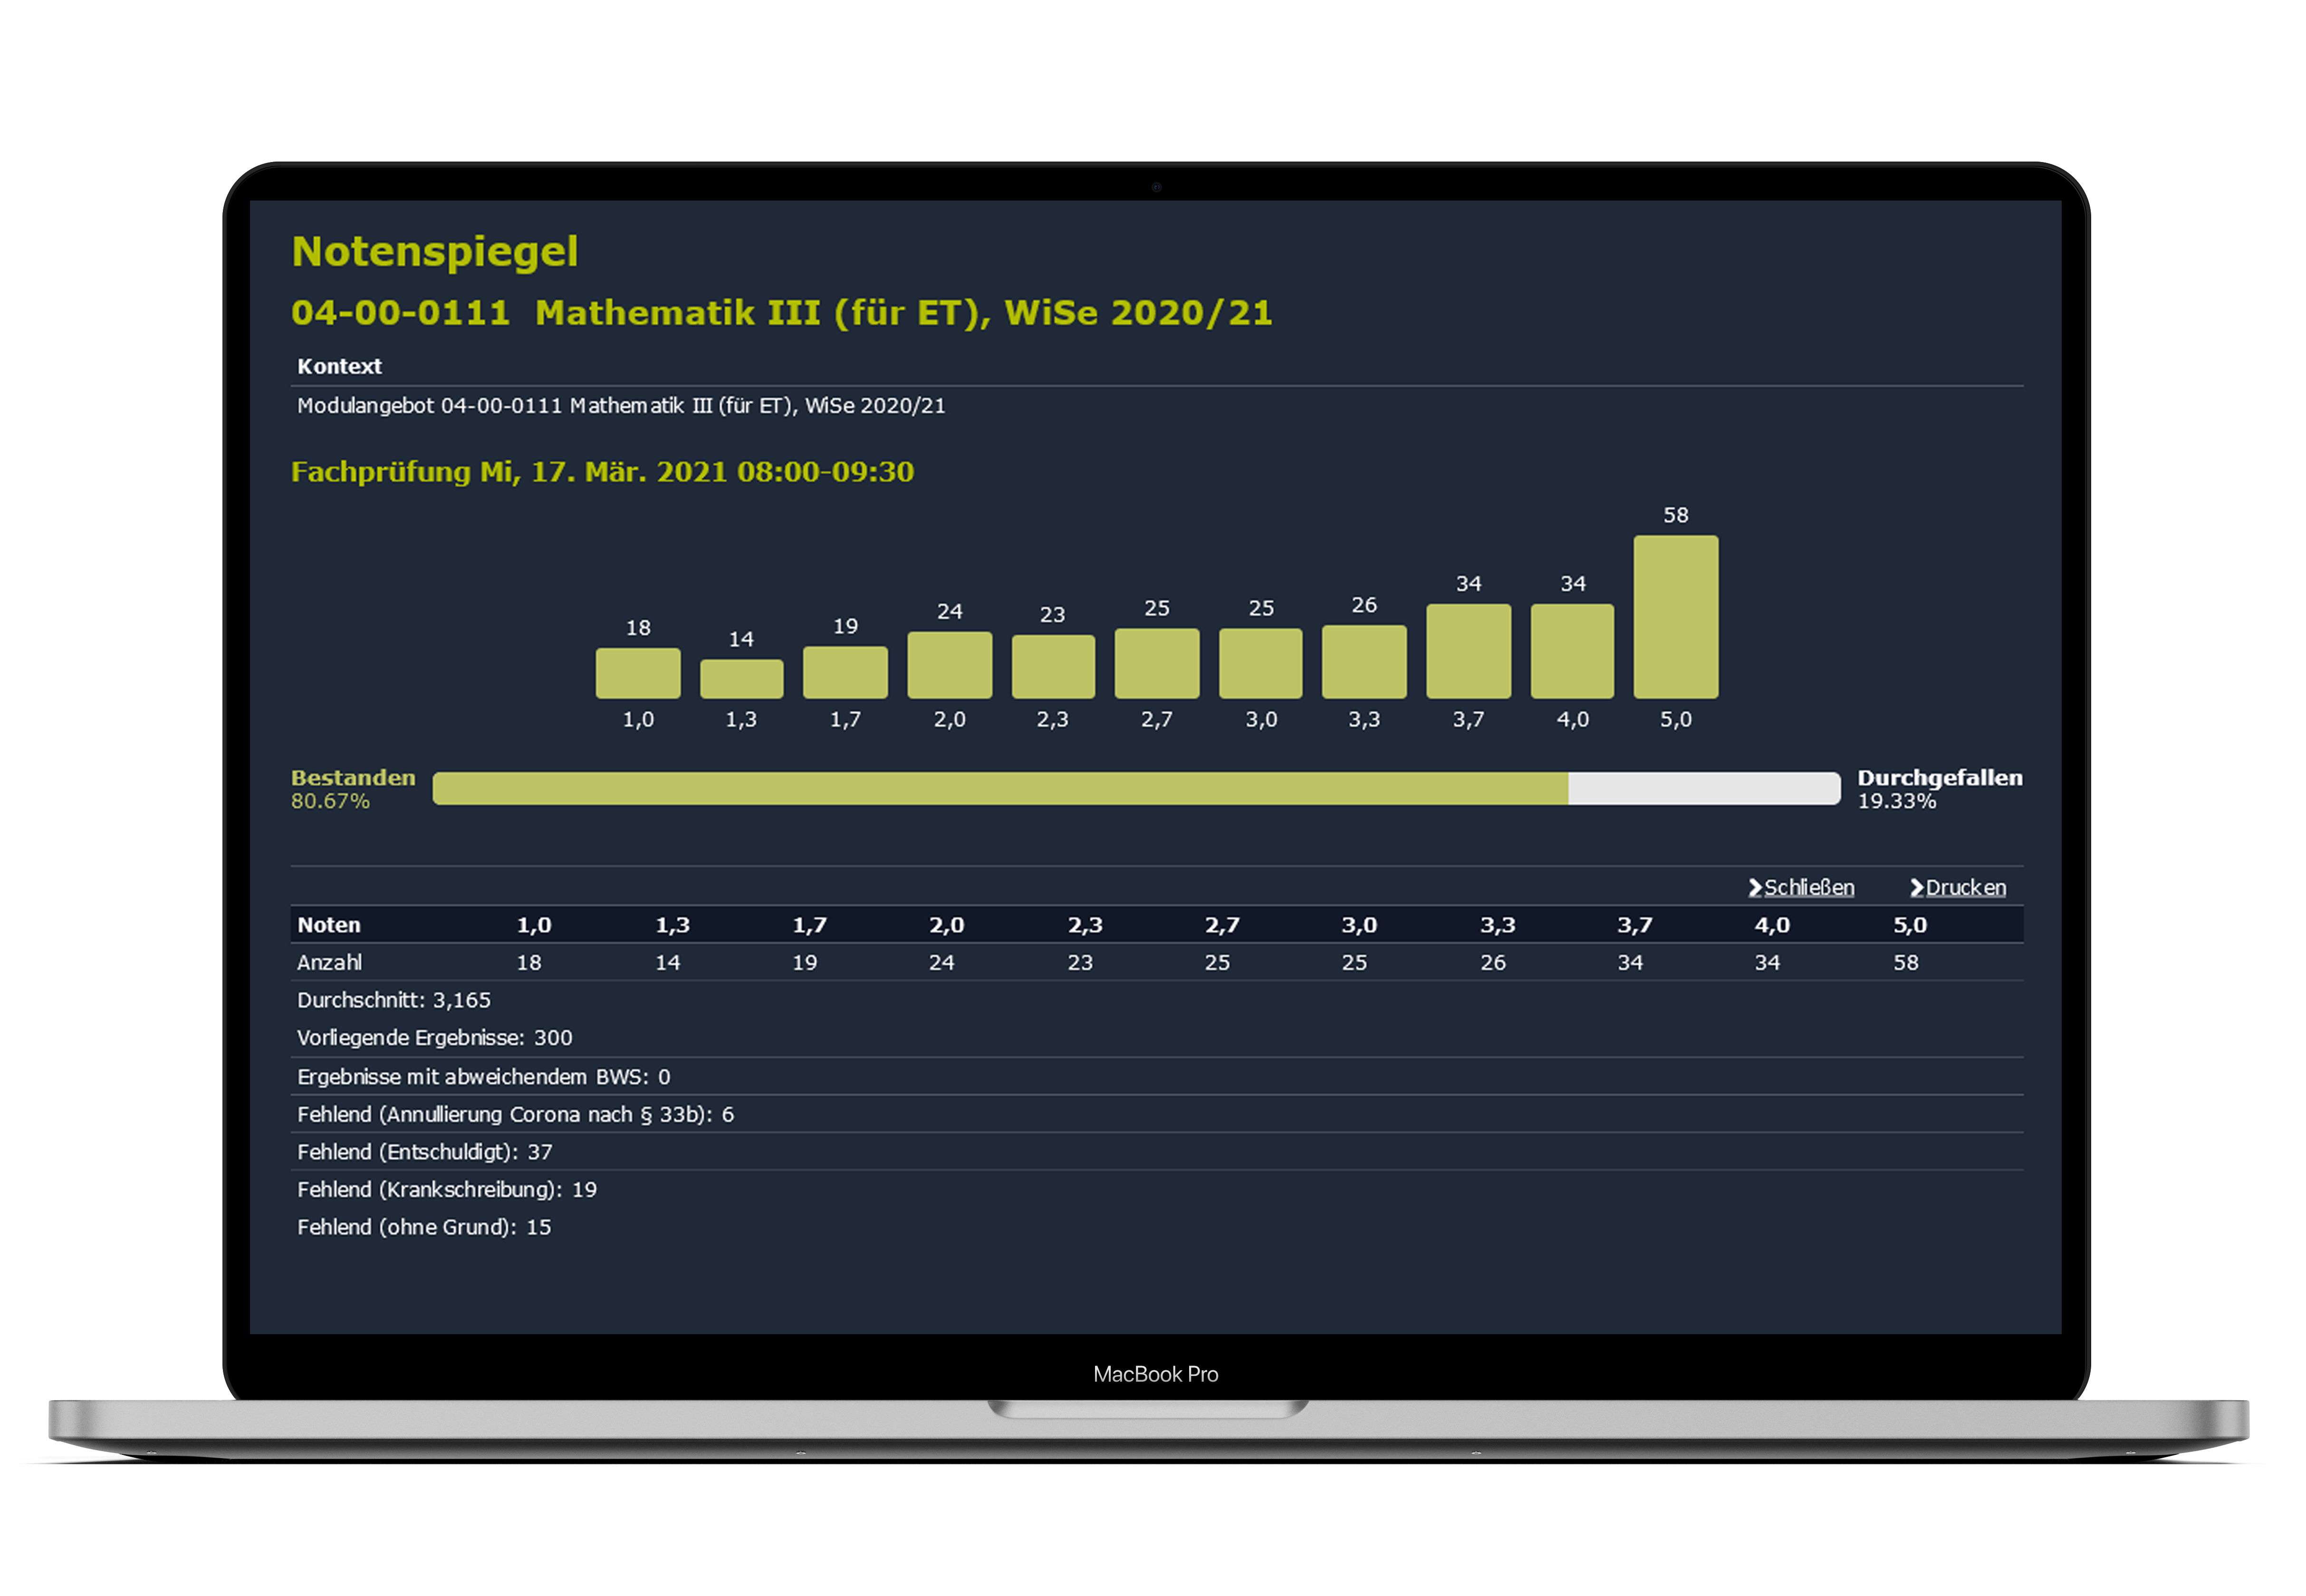 Notenspiegel
04-00-0111 Mathematik III (für ET), WiSe 2020/21
Kontext
Modulangebot 04-00-0111 Mathematik III (für ET), WiSe 2020/21
Fachprüfung Mi, 17. Mär. 2021 08:00-09:30
18 14 19 24 23 25 25 26 34 34 58
1,0 1,3 1,7 2,0 2,3 2,7 3,0 3,3 3,7 4,0 5,0
Bestanden Durchgefallen
80.67% 19.33%
Schließen Drucken
Noten 1,0 1,3 1,7 2,0 2,3 2,7 3,0 3,3 3,7 4,0 5,0
Anzahl 18 14 19 24 23 25 25 26 34 34 58
Durchschnitt: 3,165
Vorliegende Ergebnisse: 300
Ergebnisse mit abweichendem BWS: 0
Fehlend (Annullierung Corona nach § 33b): 6
Fehlend (Entschuldigt): 37
Fehlend (Krankschreibung): 19
Fehlend (ohne Grund): 15
MacBook Pro